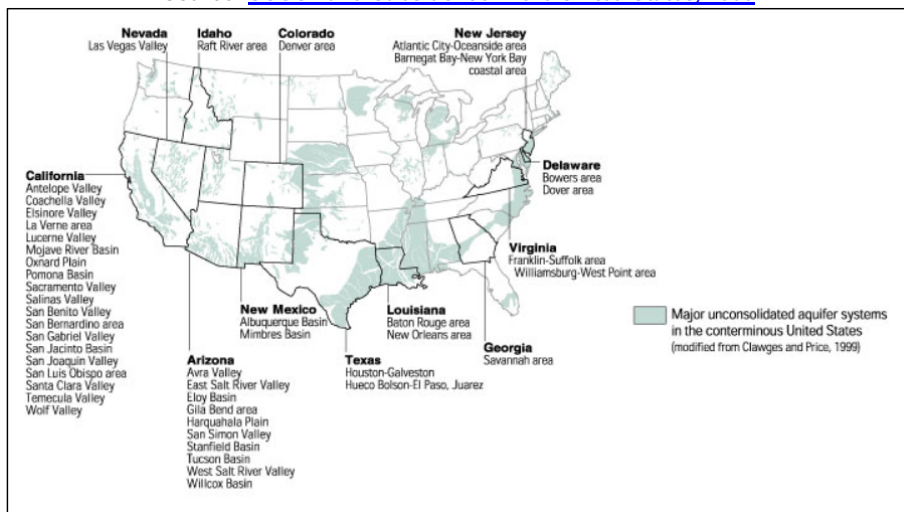 Nevada
Las Vegas Valley
Idaho
Raft River area
Colorado
Denver area
New Jersey
Atlantic City-Oceanside area
Barnegat Bay-New York Bay
coastal area
Delaware
Bowers area
Dover area
California
Antelope Valley
Coachella Valley
Elsinore Valley
La Verne area
Lucerne Valley
Mojave River Basin
Oxnard Plain
Pomona Basin
Sacramento Valley
Salinas Valley
San Benito Valley
San Bernardino area
San Gabriel Valley
San Jacinto Basin
San Joaquin Valley
San Luis Obispo area
Santa Clara Valley
Temecula Valley
Wolf Valley
Virginia
Franklin-Suffolk area
Williamsburg-West Point area
New Mexico
Albuquerque Basin
Mimbres Basin
Louisiana
Baton Rouge area
New Orleans area
Georgia
Savannah area
Arizona
Avra Valley
East Salt River Valley
Eloy Basin
Gila Bend area
Harquahala Plain
San Simon Valley
Stanfield Basin
Tucson Basin
West Salt River Valley
Willcox Basin
Texas
Houston-Galveston
Hueco Bolson-El Paso, Juarez
Major unconsolidated aquifer systems
in the conterminous United States
(modified from Clawges and Price, 1999)